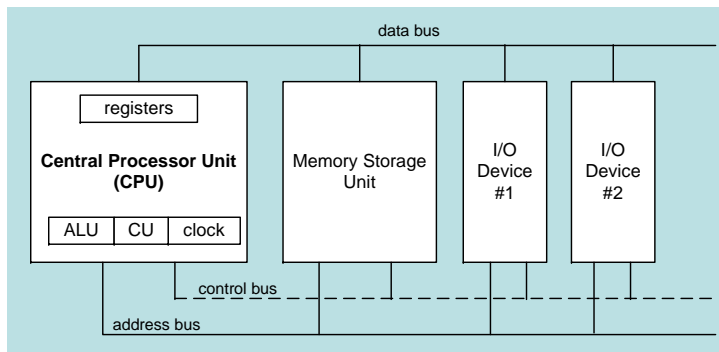 data bus
registers
Central Processor Unit
(CPU)
ALU CU clock
Memory Storage
Unit
I/O
Device
#1
I/O
Device
#2
control bus
address bus